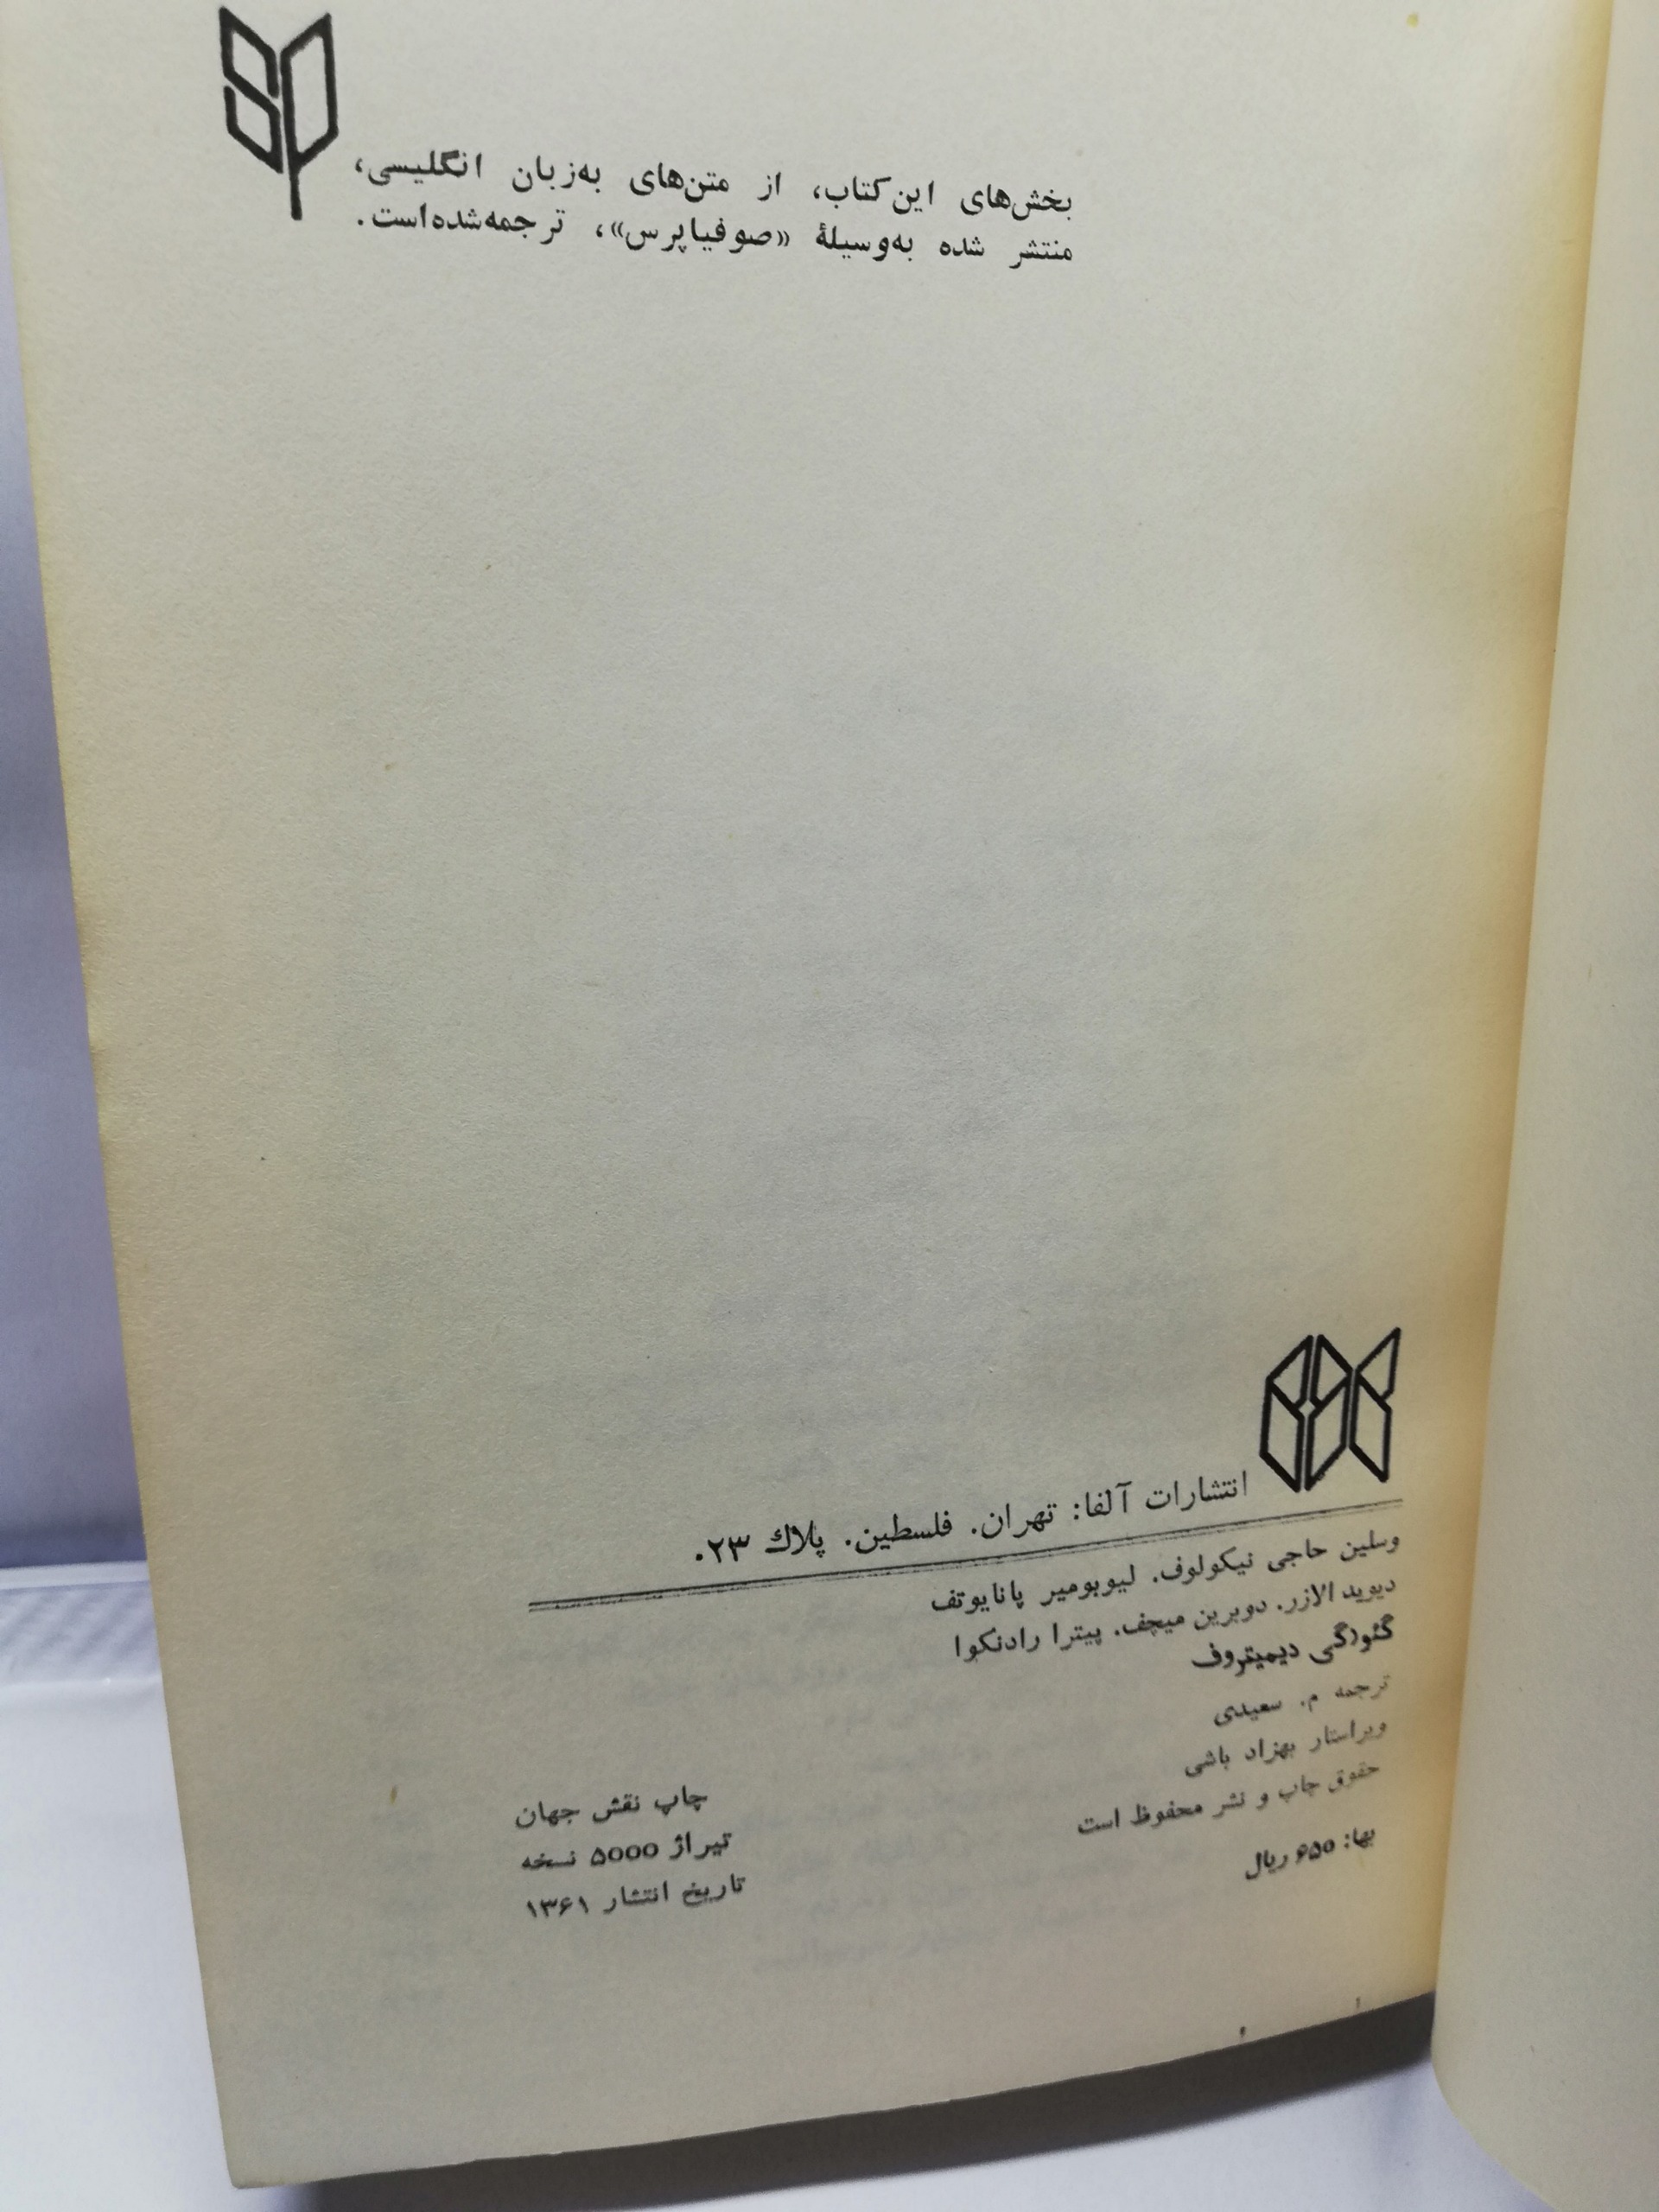 بخش‌های این کتاب، از متن‌های به‌زبان انگلیسی،
منتشر شده به‌وسیلهٔ «صوفیاپرس»، ترجمه‌شده‌است.
انتشارات آلفا: تهران. فلسطین. پلاك ۲۳.
وسلین حاجی نیکولوف. لیوبومیر پانایوتف
دیوید الازر. دوبرین میچف. پیترا رادنکوا
گئورگی دیمیتروف
ترجمه م. سعیدی
ویراستار بهزاد باشی
حقوق چاپ و نشر محفوظ است
بها: ۶۵۰ ریال
چاپ نقش جهان
تیراژ ۵۰۰۰ نسخه
تاریخ انتشار ۱۳۶۱